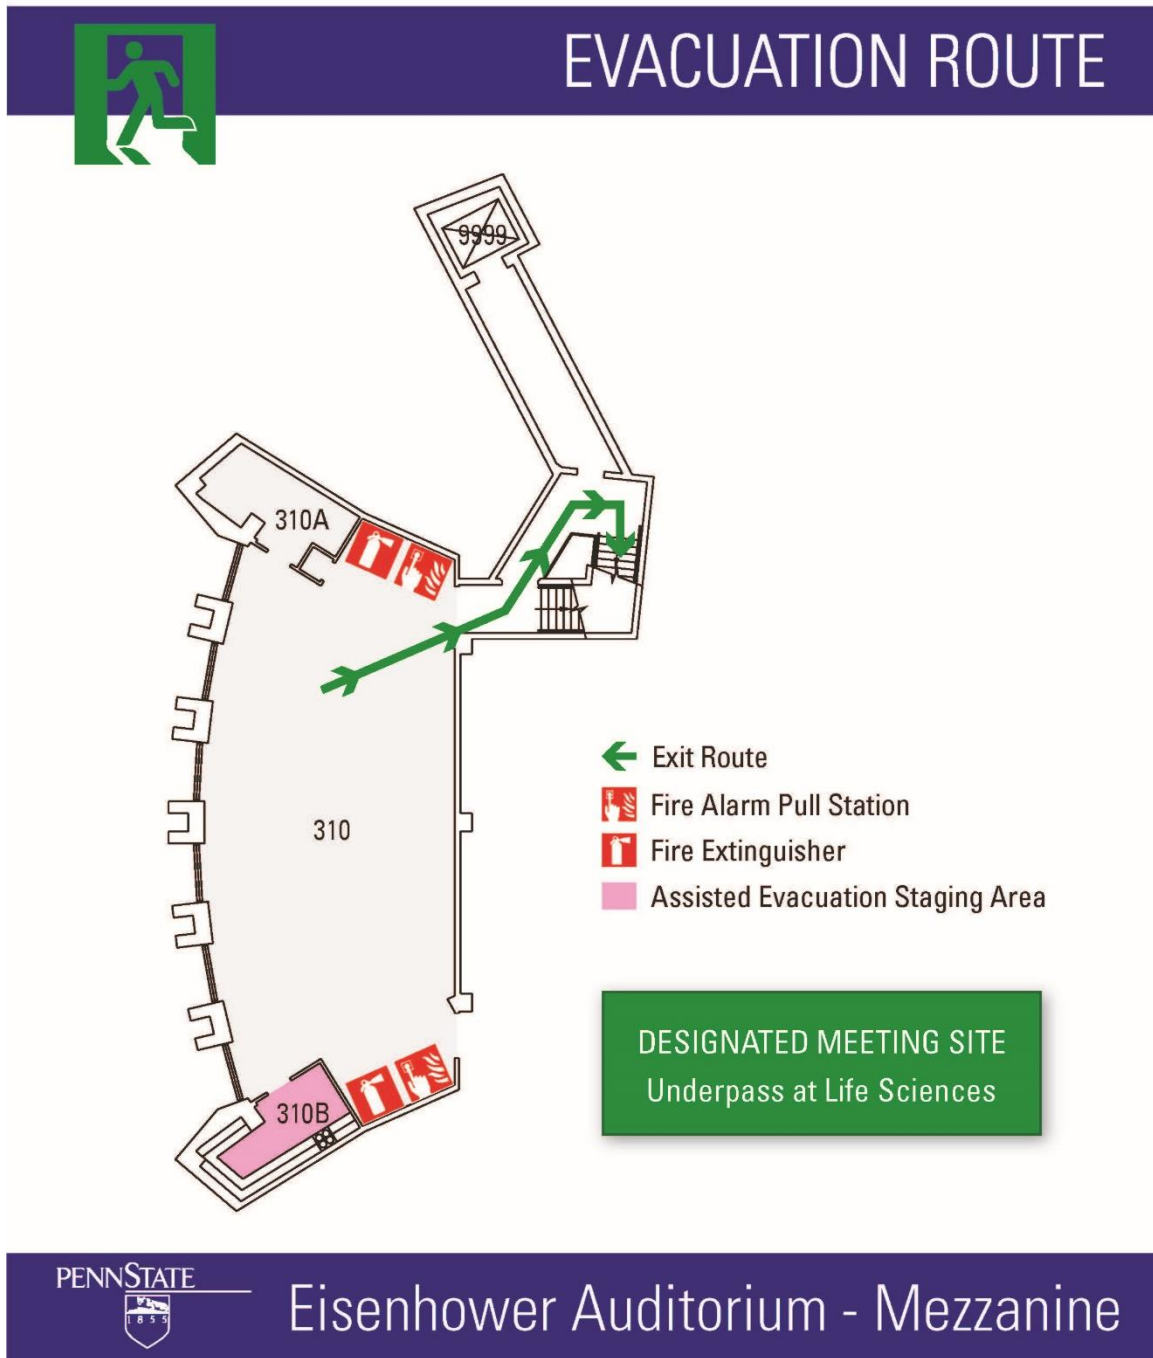 EVACUATION ROUTE
9999
310A
310
Exit Route
Fire Alarm Pull Station
Fire Extinguisher
Assisted Evacuation Staging Area
DESIGNATED MEETING SITE
Underpass at Life Sciences
310B
PENNSTATE
1855
Eisenhower Auditorium - Mezzanine